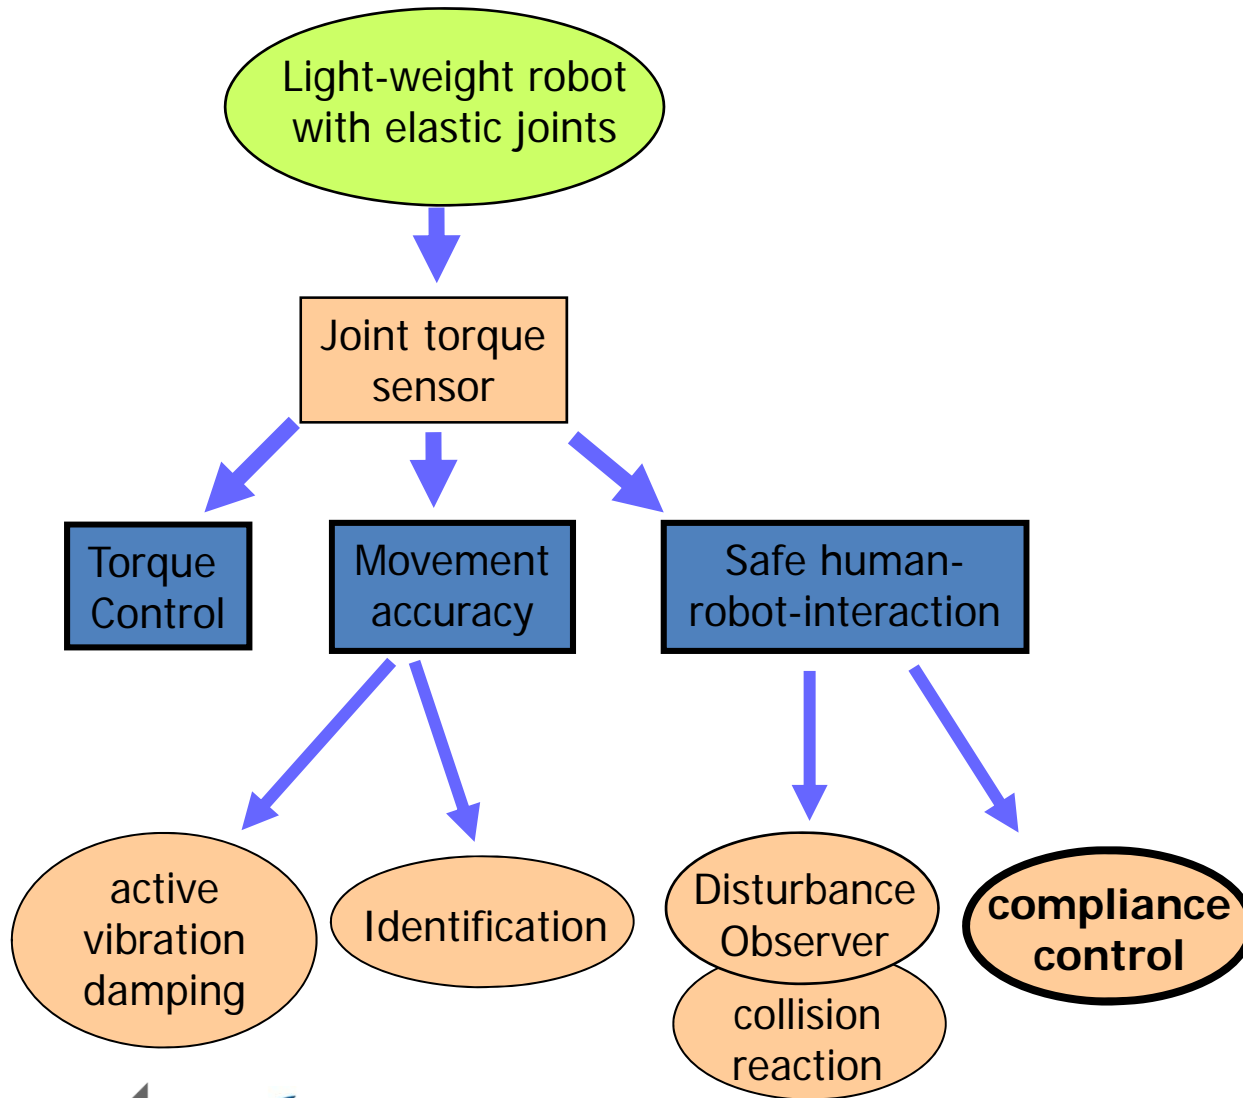 Light-weight robot
with elastic joints
Joint torque
sensor
Torque
Control
Movement
accuracy
Safe human-
robot-interaction
active
vibration
damping
Identification
Disturbance
Observer
collision
reaction
compliance
control